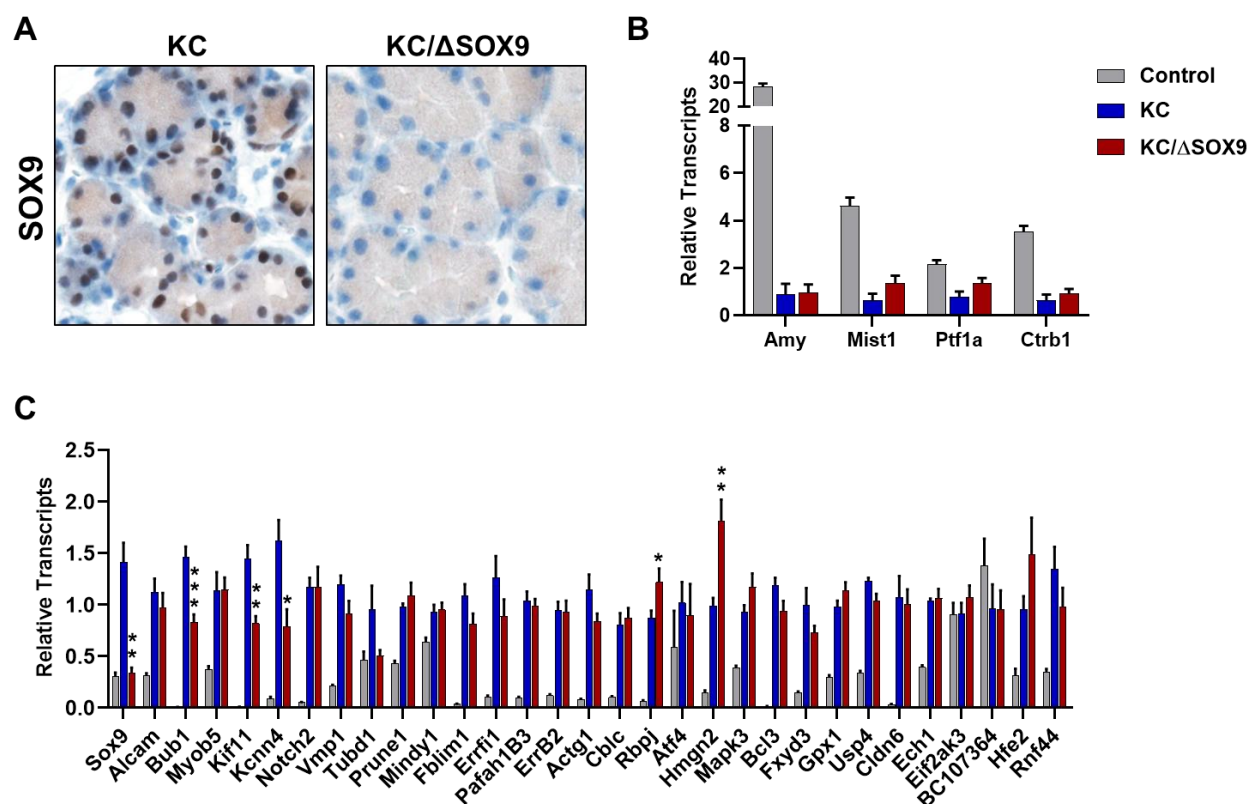 A
KC
KC/ΔSOX9
SOX9
B
Relative Transcripts
40
30
20
8
6
4
2
0
Amy
Mist1
Ptf1a
Ctrb1
Control
KC
KC/ΔSOX9
C
Relative Transcripts
2.5
2.0
1.5
1.0
0.5
0.0
**
***
**
*
*
**
Sox9
Alcam
Bub1
Myob5
Kif11
Kcnn4
Notch2
Vmp1
Tubd1
Prune1
Mindy1
Fblim1
Errfi1
Pafah1B3
ErrB2
Actg1
Cblc
Rbpj
Atf4
Hmgn2
Mapk3
Bcl3
Fxyd3
Gpx1
Usp4
Cldn6
Ech1
Eif2ak3
BC107364
Hfe2
Rnf44